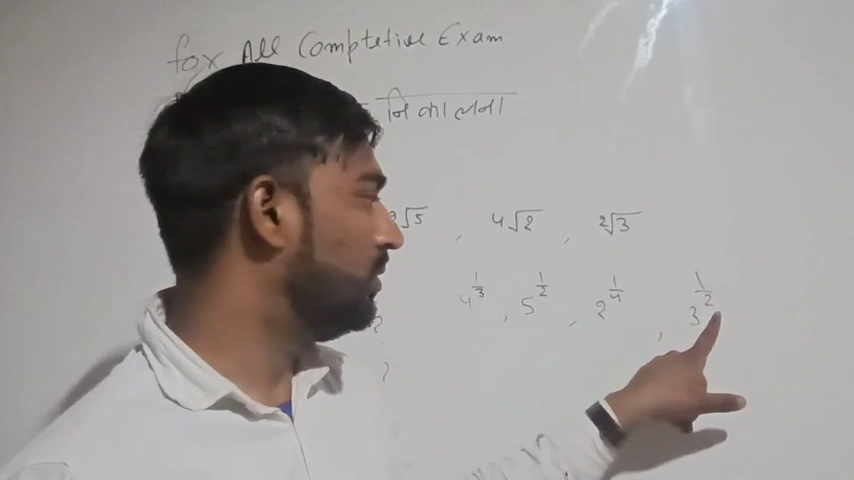 for All Comptetive Exam
निकालना
√5 , 4√2 , 2√3
4^1/3 , 5^1/2 , 2^1/4 , 3^1/2
?
?